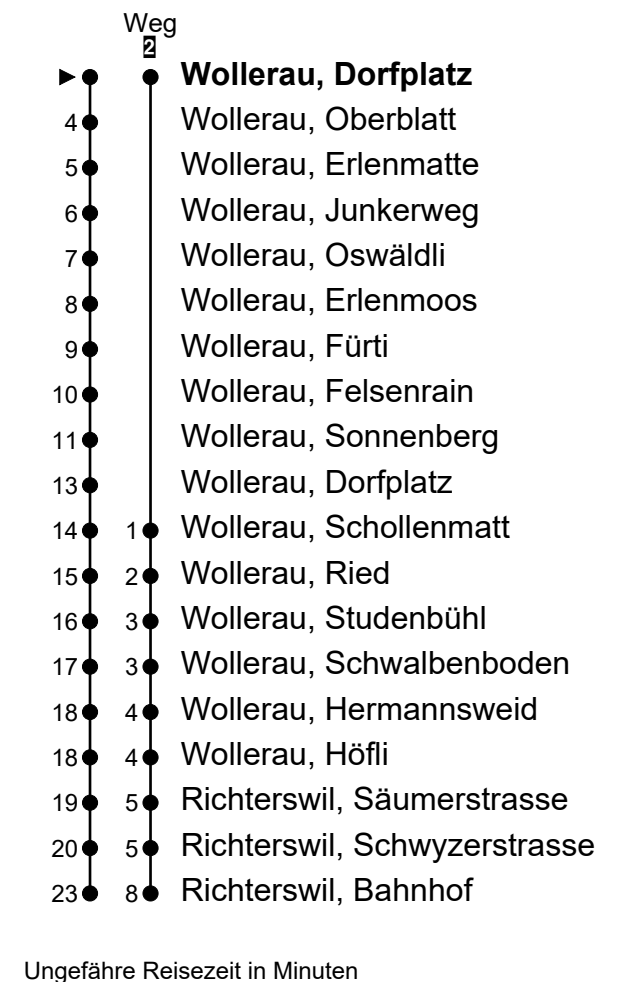 Weg
2
Wollerau, Dorfplatz
4 Wollerau, Oberblatt
5 Wollerau, Erlenmatte
6 Wollerau, Junkerweg
7 Wollerau, Oswäldli
8 Wollerau, Erlenmoos
9 Wollerau, Fürti
10 Wollerau, Felsenrain
11 Wollerau, Sonnenberg
13 Wollerau, Dorfplatz
14 1 Wollerau, Schollenmatt
15 2 Wollerau, Ried
16 3 Wollerau, Studenbühl
17 3 Wollerau, Schwalbenboden
18 4 Wollerau, Hermannsweid
18 4 Wollerau, Höfli
19 5 Richterswil, Säumerstrasse
20 5 Richterswil, Schwyzerstrasse
23 8 Richterswil, Bahnhof
Ungefähre Reisezeit in Minuten